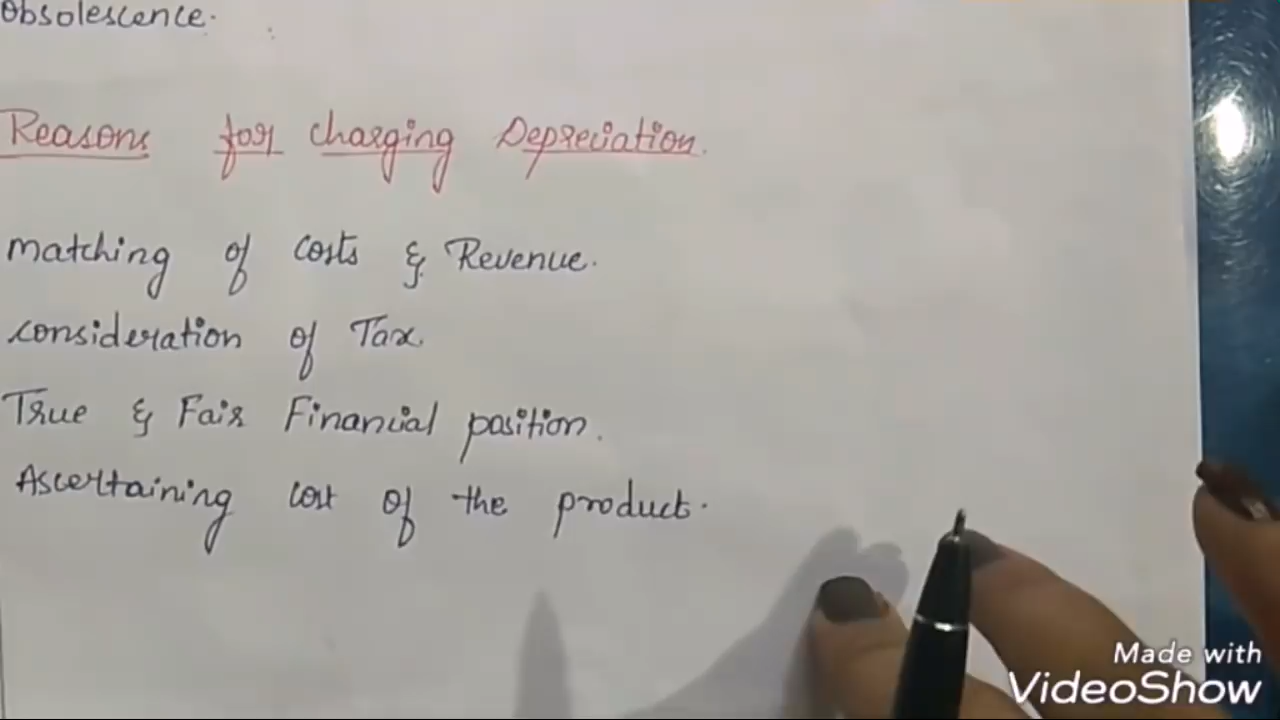 Obsolescence.
Reasons for charging Depreciation.
Matching of costs & Revenue.
consideration of Tax.
True & Fair Financial position.
Ascertaining cost of the product.
Made with
VideoShow